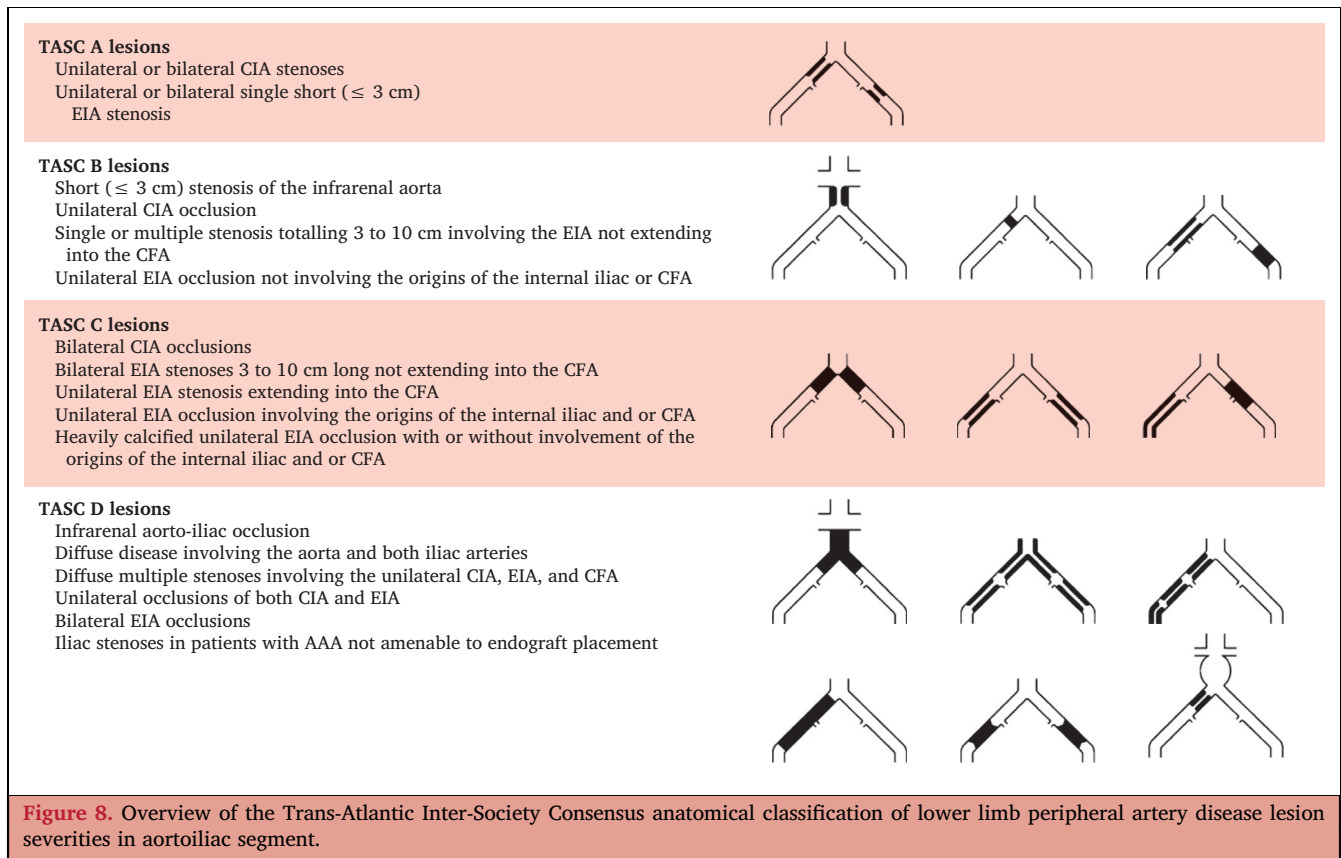 TASC A lesions
Unilateral or bilateral CIA stenoses
Unilateral or bilateral single short (≤ 3 cm)
EIA stenosis
TASC B lesions
Short (≤ 3 cm) stenosis of the infrarenal aorta
Unilateral CIA occlusion
Single or multiple stenosis totalling 3 to 10 cm involving the EIA not extending
into the CFA
Unilateral EIA occlusion not involving the origins of the internal iliac or CFA
TASC C lesions
Bilateral CIA occlusions
Bilateral EIA stenoses 3 to 10 cm long not extending into the CFA
Unilateral EIA stenosis extending into the CFA
Unilateral EIA occlusion involving the origins of the internal iliac and or CFA
Heavily calcified unilateral EIA occlusion with or without involvement of the
origins of the internal iliac and or CFA
TASC D lesions
Infrarenal aorto-iliac occlusion
Diffuse disease involving the aorta and both iliac arteries
Diffuse multiple stenoses involving the unilateral CIA, EIA, and CFA
Unilateral occlusions of both CIA and EIA
Bilateral EIA occlusions
Iliac stenoses in patients with AAA not amenable to endograft placement
Figure 8. Overview of the Trans-Atlantic Inter-Society Consensus anatomical classification of lower limb peripheral artery disease lesion
severities in aortoiliac segment.